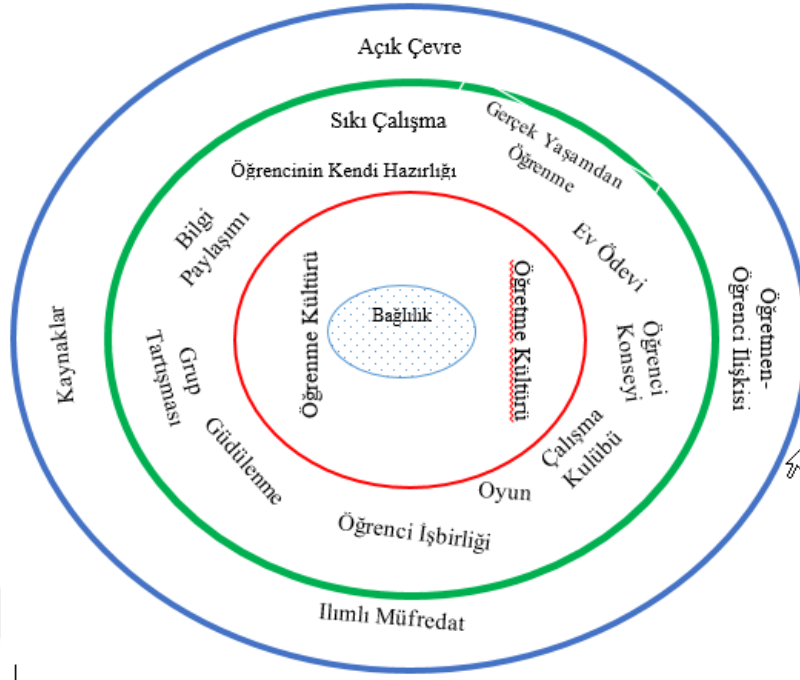 Açık Çevre
Sıkı Çalışma
Gerçek Yaşamdan
Öğrenme
Öğrencinin Kendi Hazırlığı
Bilgi
Paylaşımı
Ev Ödevi
Öğrenme Kültürü
Bağlılik
Öğretme Kültürü
Kaynaklar
Grup
Tartışması
Öğrenci
Konseyi
Öğretmen-
Öğrenci İlişkisi
Güdülenme
Çalışma
Kulübü
Oyun
Öğrenci İşbirliği
Ilımlı Müfredat